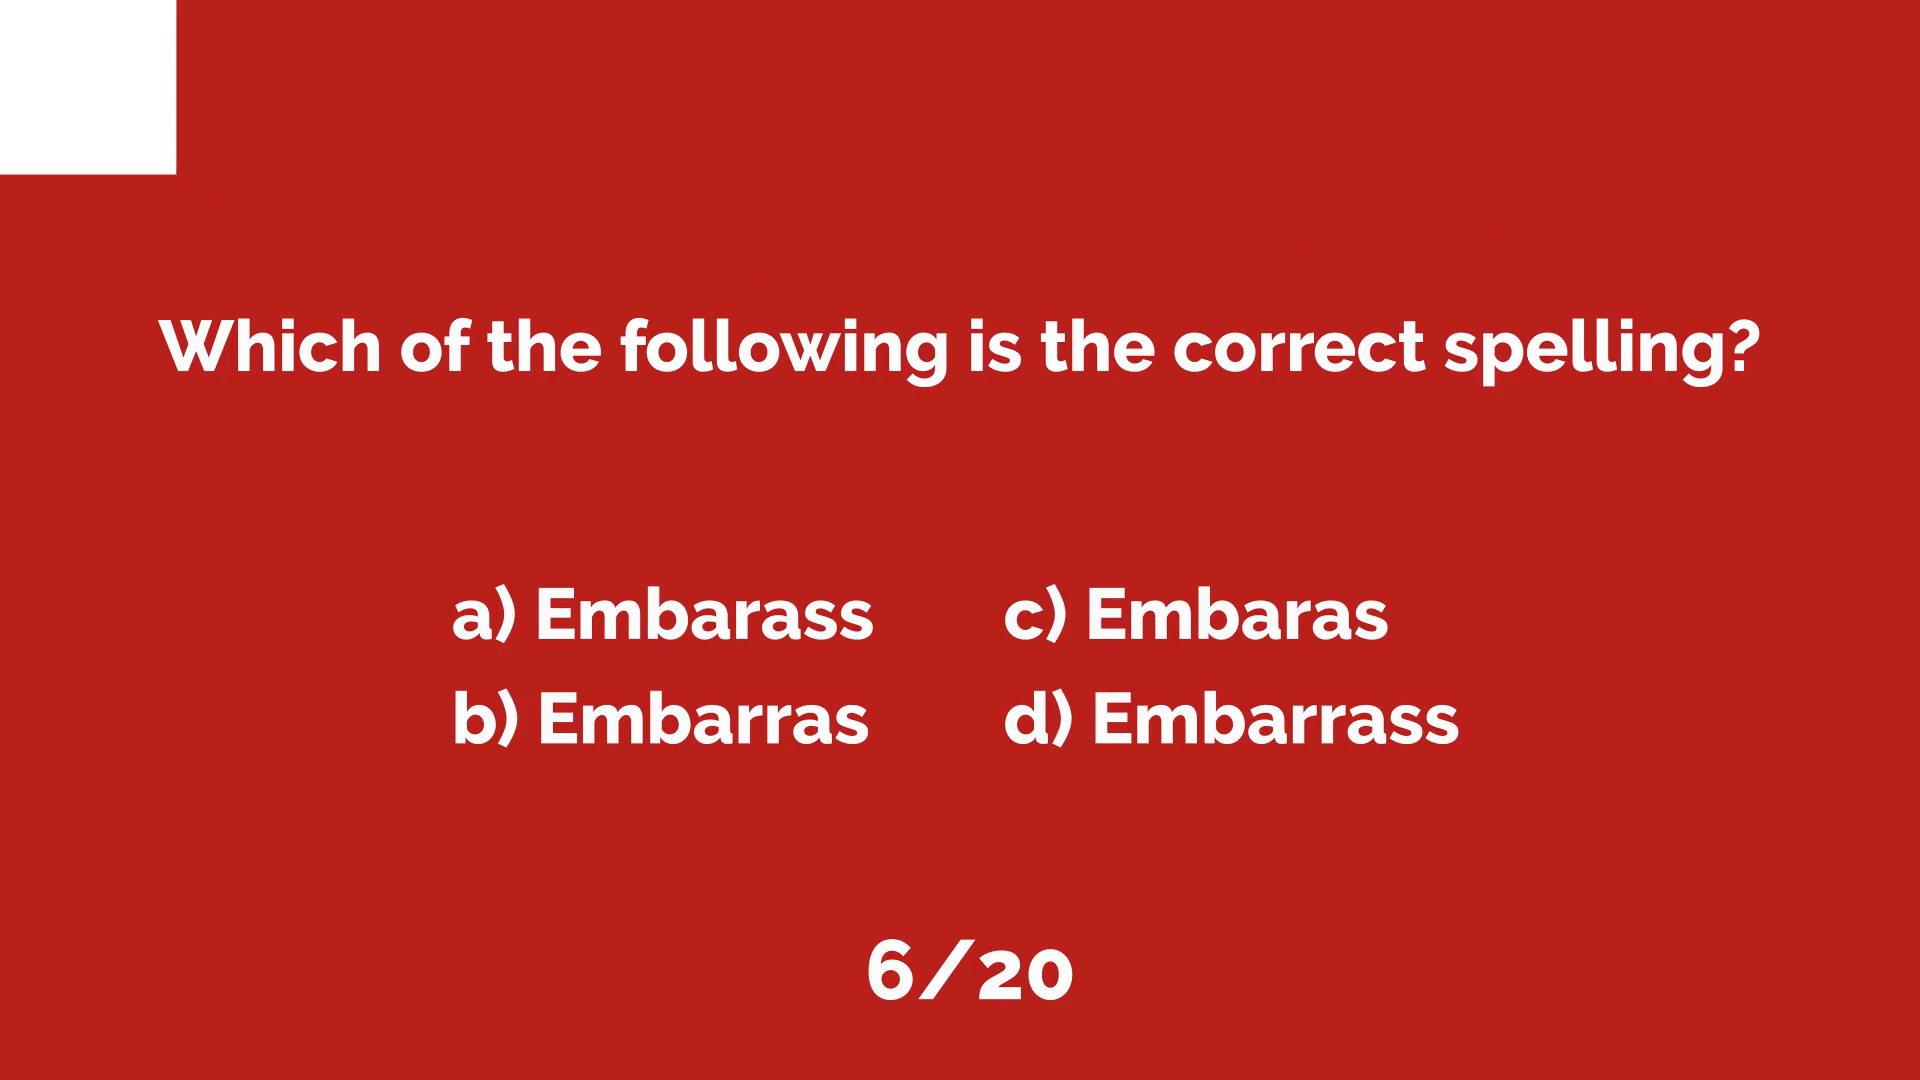 Which of the following is the correct spelling?
a) Embarass
b) Embarras
c) Embaras
d) Embarrass
6/20